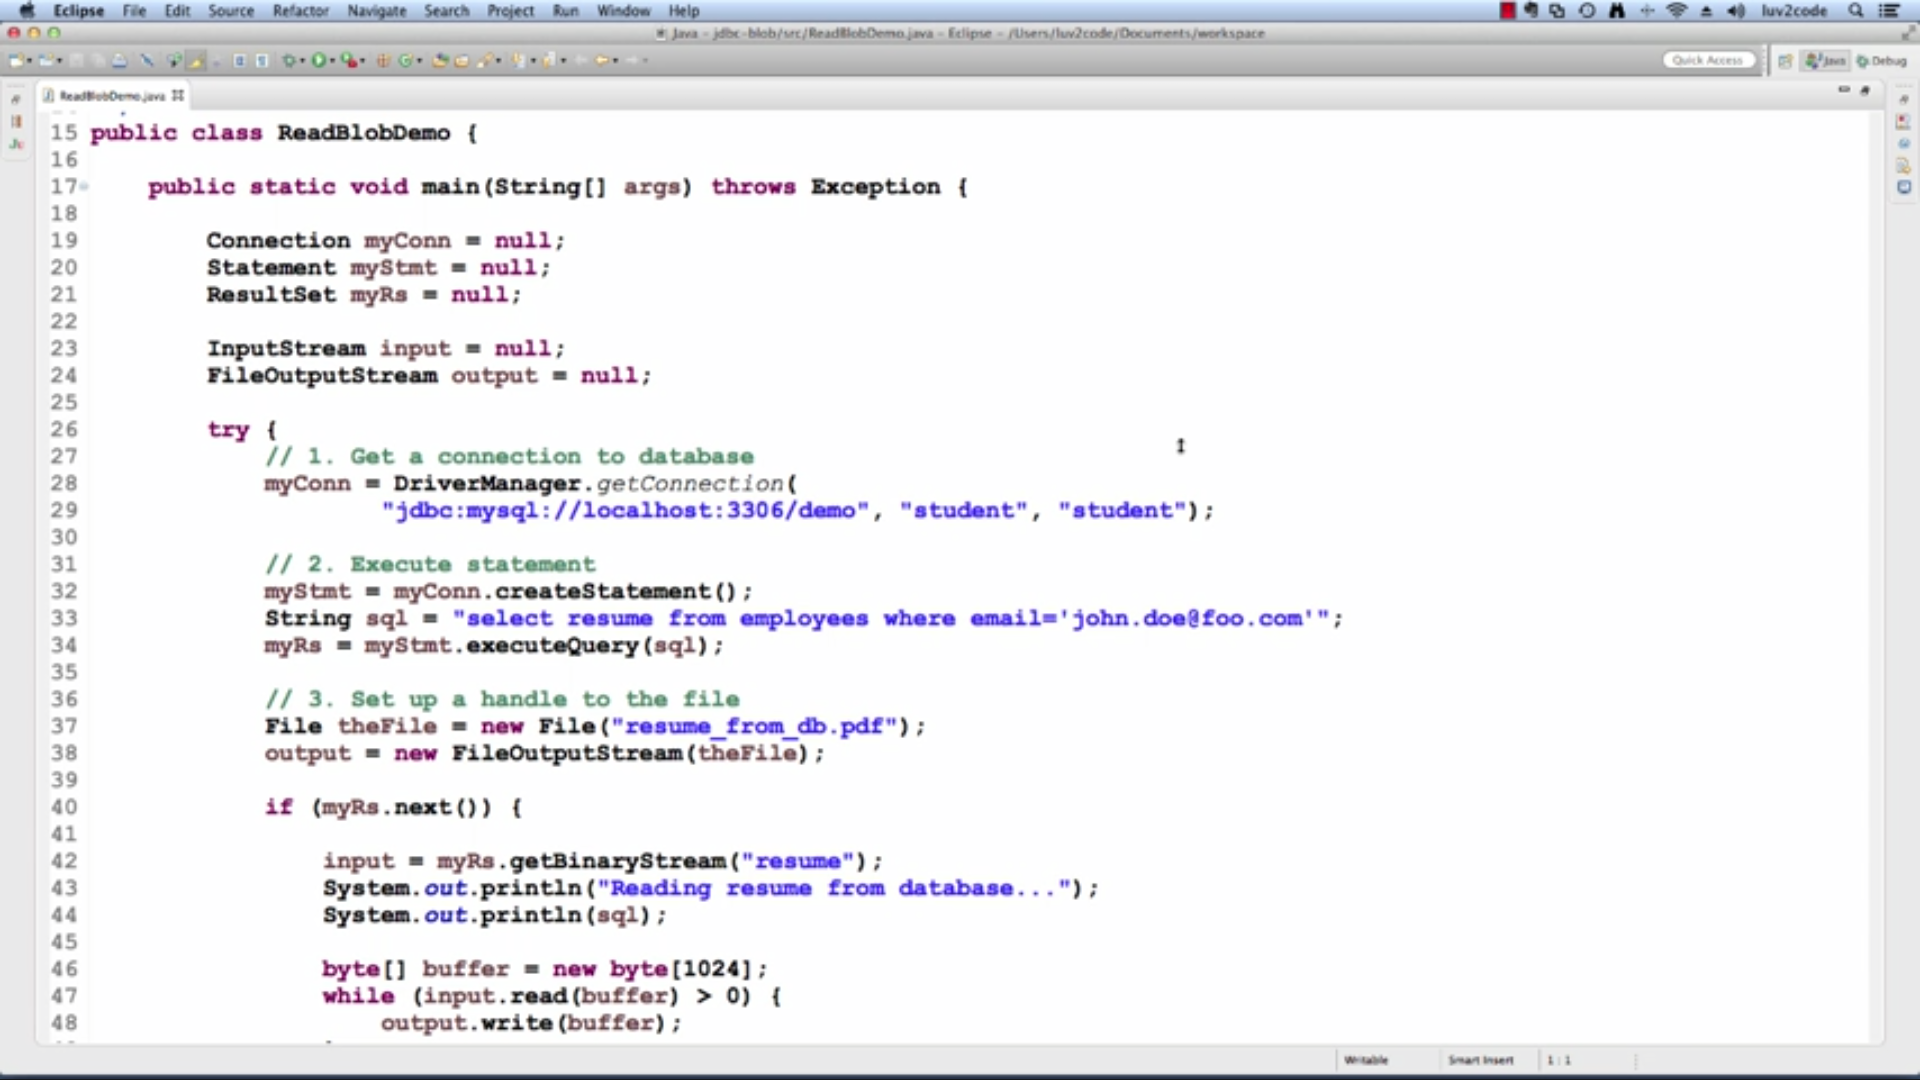 Eclipse File Edit Source Refactor Navigate Search Project Run Window Help luv2code
Java - jdbc-blob/src/ReadBlobDemo.java - Eclipse - /Users/luv2code/Documents/workspace
Quick Access Java Debug
ReadBlobDemo.java
15 public class ReadBlobDemo {
16
17 public static void main(String[] args) throws Exception {
18
19 Connection myConn = null;
20 Statement myStmt = null;
21 ResultSet myRs = null;
22
23 InputStream input = null;
24 FileOutputStream output = null;
25
26 try {
27 // 1. Get a connection to database
28 myConn = DriverManager.getConnection(
29 "jdbc:mysql://localhost:3306/demo", "student", "student");
30
31 // 2. Execute statement
32 myStmt = myConn.createStatement();
33 String sql = "select resume from employees where email='john.doe@foo.com'";
34 myRs = myStmt.executeQuery(sql);
35
36 // 3. Set up a handle to the file
37 File theFile = new File("resume_from_db.pdf");
38 output = new FileOutputStream(theFile);
39
40 if (myRs.next()) {
41
42 input = myRs.getBinaryStream("resume");
43 System.out.println("Reading resume from database...");
44 System.out.println(sql);
45
46 byte[] buffer = new byte[1024];
47 while (input.read(buffer) > 0) {
48 output.write(buffer);
Writable Smart Insert 1 : 1